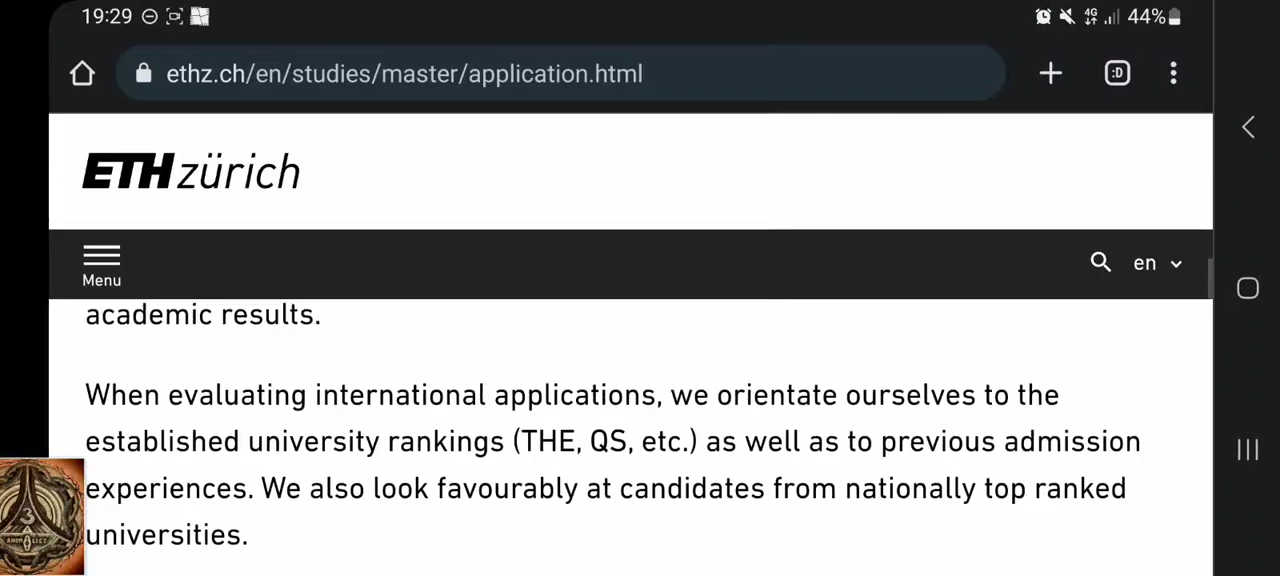 19:29 4G 44%
ethz.ch/en/studies/master/application.html :D
ETH zürich
Menu en
academic results.
When evaluating international applications, we orientate ourselves to the
established university rankings (THE, QS, etc.) as well as to previous admission
experiences. We also look favourably at candidates from nationally top ranked
universities.
3